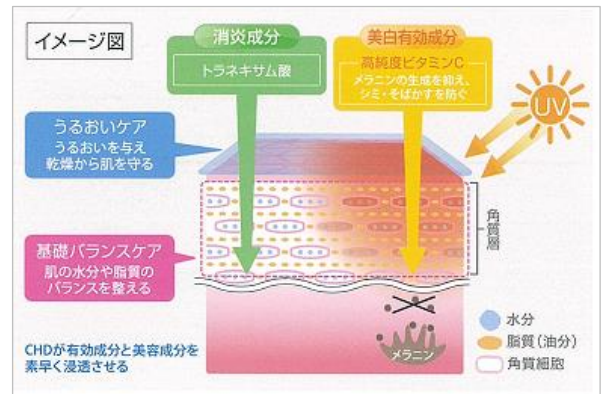 イメージ図
消炎成分
トラネキサム酸
美白有効成分
高純度ビタミンC
メラニンの生成を抑え、
シミ・そばかすを防ぐ
UV
うるおいケア
うるおいを与え
乾燥から肌を守る
角質層
基礎バランスケア
肌の水分や脂質の
バランスを整える
メラニン
水分
脂質(油分)
角質細胞
CHDが有効成分と美容成分を
素早く浸透させる